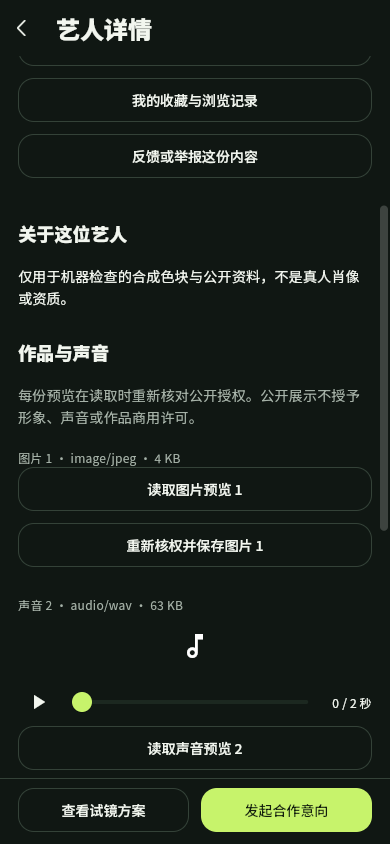 艺人详情
我的收藏与浏览记录
反馈或举报这份内容
关于这位艺人
仅用于机器检查的合成色块与公开资料，不是真人肖像
或资质。
作品与声音
每份预览在读取时重新核对公开授权。公开展示不授予
形象、声音或作品商用许可。
图片 1 · image/jpeg · 4 KB
读取图片预览 1
重新核权并保存图片 1
声音 2 · audio/wav · 63 KB
0 / 2 秒
读取声音预览 2
查看试镜方案
发起合作意向